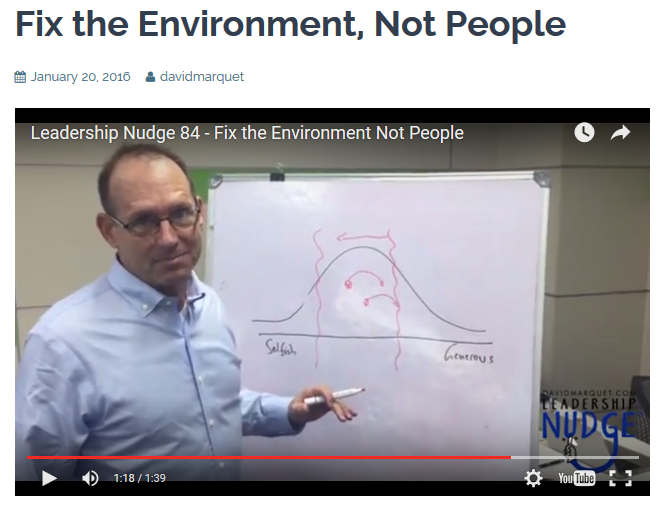 Fix the Environment, Not People
January 20, 2016 davidmarquet
Leadership Nudge 84 - Fix the Environment Not People
Selfish
Generous
DAVIDMARQUET.COM
LEADERSHIP
NUDGE
1:18 / 1:39
YouTube